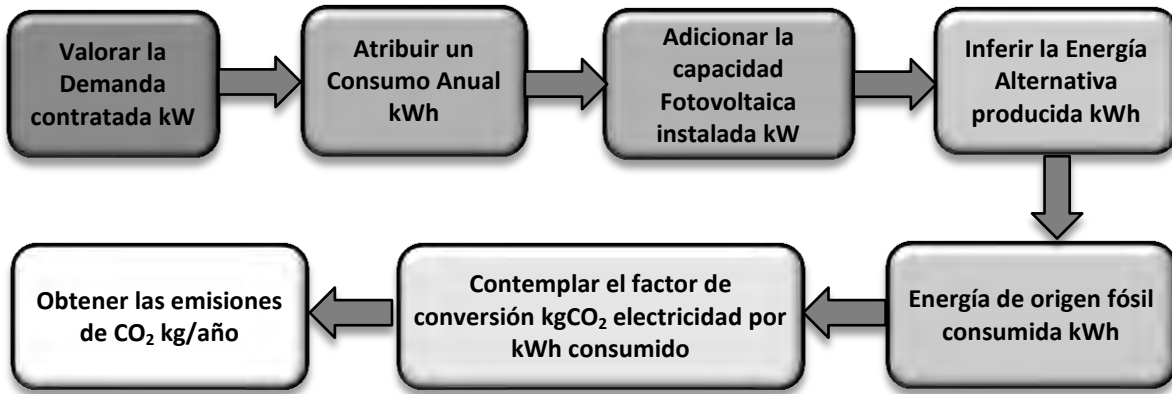 Valorar la
Demanda
contratada kW
Atribuir un
Consumo Anual
kWh
Adicionar la
capacidad
Fotovoltaica
instalada kW
Inferir la Energía
Alternativa
producida kWh
Energía de origen fósil
consumida kWh
Contemplar el factor de
conversión kgCO₂ electricidad por
kWh consumido
Obtener las emisiones
de CO₂ kg/año